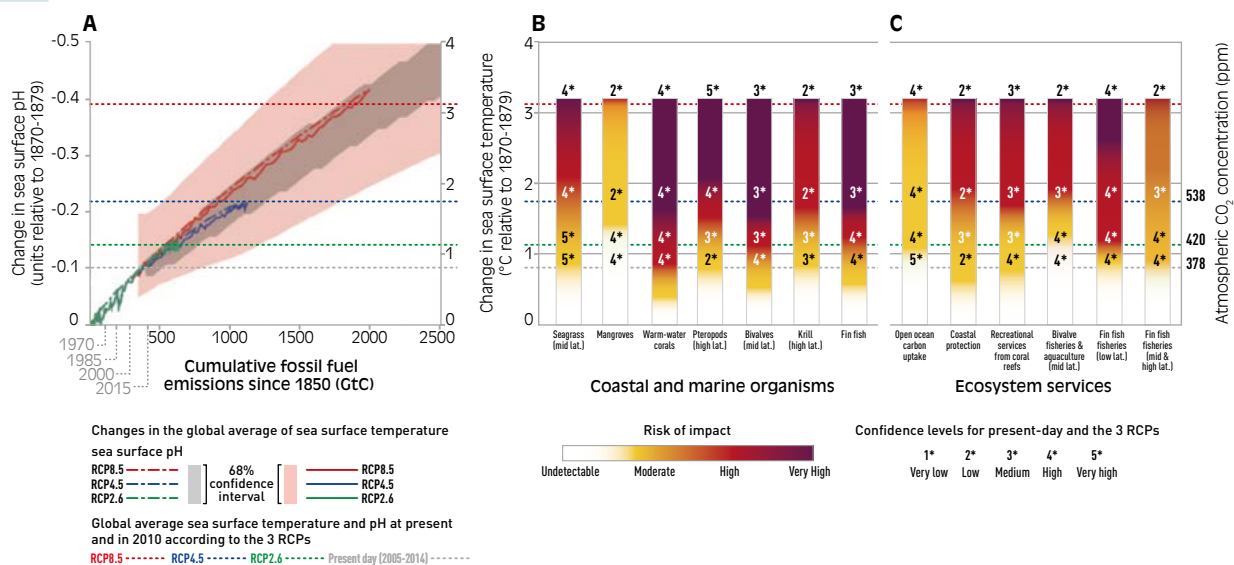 A
B
C
Change in sea surface pH
(units relative to 1870-1879)
-0.5
-0.4
-0.3
-0.2
-0.1
0
4
3
2
1
0
500
1000
1500
2000
2500
1970
1985
2000
2015
Cumulative fossil fuel
emissions since 1850 (GtC)
Change in sea surface temperature
(°C relative to 1870-1879)
4
3
2
1
0
4* 2* 4* 5* 3* 2* 3*
4* 2* 4* 4* 3* 2* 3*
5* 4* 4* 3* 3* 3* 4*
5* 4* 4* 2* 4* 3* 4*
Seagrass
(mid lat.)
Mangroves
Warm-water
corals
Pteropods
(high lat.)
Bivalves
(mid lat.)
Krill
(high lat.)
Fin fish
Coastal and marine organisms
4* 2* 3* 2* 4* 2*
4* 2* 3* 3* 4* 3*
4* 3* 3* 4* 4* 4*
5* 2* 4* 4* 4*
Open ocean
carbon
uptake
Coastal
protection
Recreational
services
from coral
reefs
Bivalve
fisheries &
aquaculture
(mid lat.)
Fin fish
fisheries
(low lat.)
Fin fish
fisheries
(mid &
high lat.)
Ecosystem services
538
420
378
Atmospheric CO₂ concentration (ppm)
Changes in the global average of sea surface temperature
sea surface pH
RCP8.5
RCP4.5
RCP2.6
68%
confidence
interval
RCP8.5
RCP4.5
RCP2.6
Global average sea surface temperature and pH at present
and in 2010 according to the 3 RCPs
RCP8.5 RCP4.5 RCP2.6 Present day (2005-2014)
Risk of impact
Undetectable Moderate High Very High
Confidence levels for present-day and the 3 RCPs
1* 2* 3* 4* 5*
Very low Low Medium High Very high